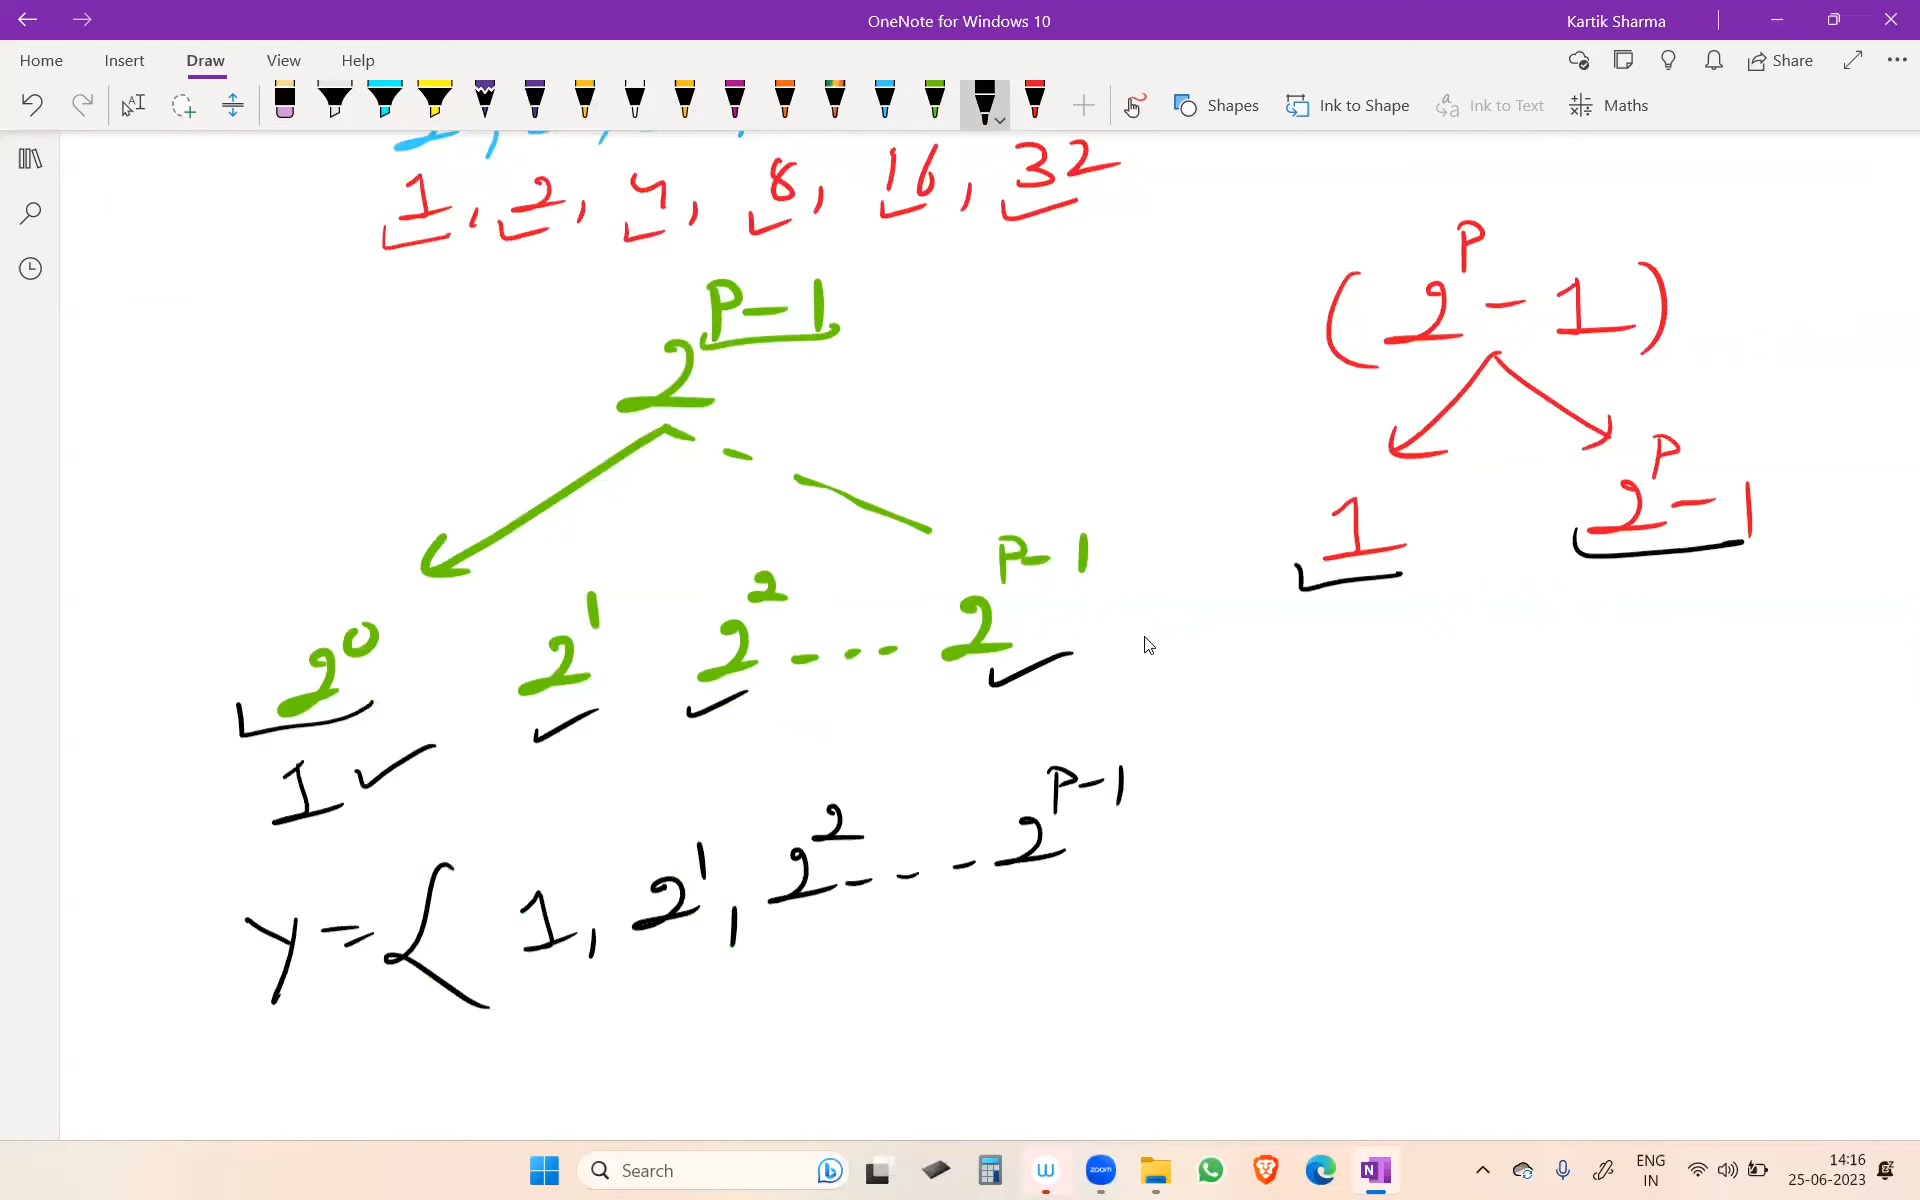 OneNote for Windows 10
Kartik Sharma
Home Insert Draw View Help
Share
Shapes Ink to Shape Ink to Text Maths
1, 2, 4, 8, 16, 32
2^{P-1}
2^0 2^1 2^2 --- 2^{P-1}
1
y = { 1, 2^1, 2^2 --- 2^{P-1}
(2^P - 1)
1 2^P - 1
Search
zoom
ENG
IN
14:16
25-06-2023